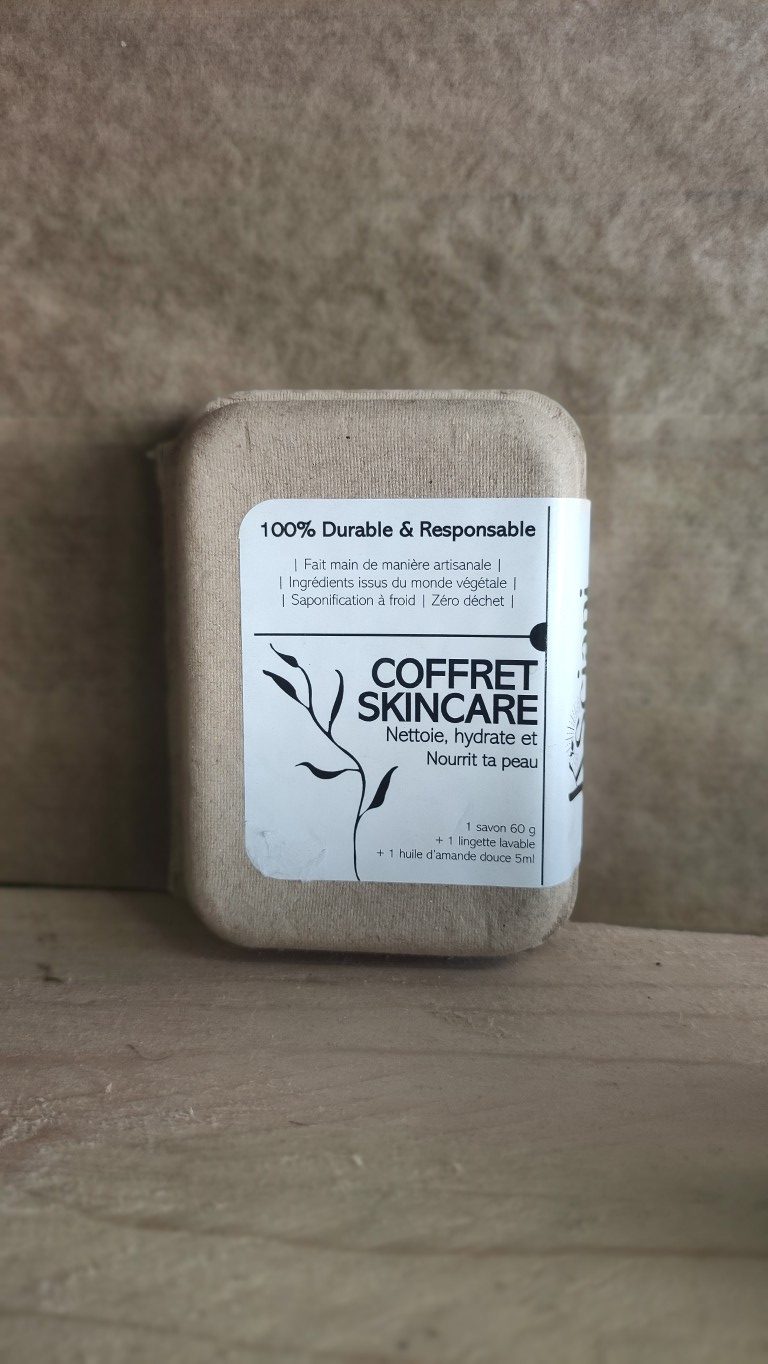 100% Durable & Responsable
| Fait main de manière artisanale |
| Ingrédients issus du monde végétale |
| Saponification à froid | Zéro déchet |
COFFRET
SKINCARE
Nettoie, hydrate et
Nourrit ta peau
1 savon 60 g
+ 1 lingette lavable
+ 1 huile d'amande douce 5ml